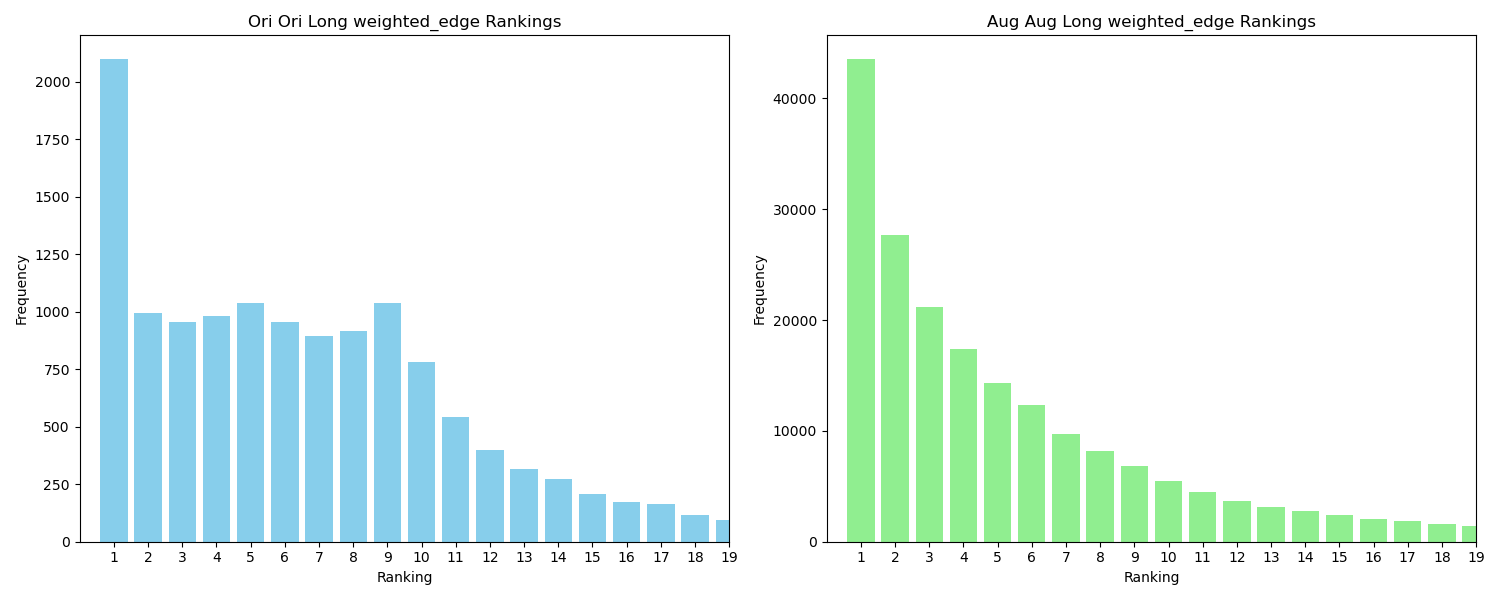 Ori Ori Long weighted_edge Rankings
Frequency
2000
1750
1500
1250
1000
750
500
250
0
1 2 3 4 5 6 7 8 9 10 11 12 13 14 15 16 17 18 19
Ranking
Aug Aug Long weighted_edge Rankings
Frequency
40000
30000
20000
10000
0
1 2 3 4 5 6 7 8 9 10 11 12 13 14 15 16 17 18 19
Ranking